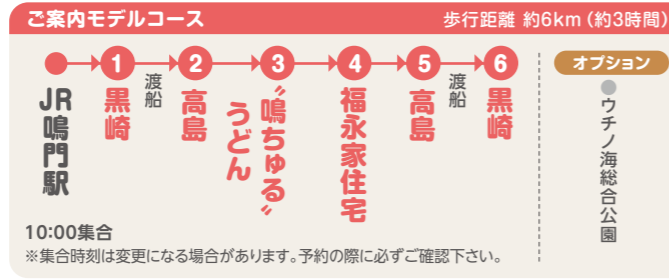 ご案内モデルコース
歩行距離 約6km（約3時間）
JR鳴門駅
1
黒崎
渡船
2
高島
3
“鳴ちゅる”
うどん
4
福永家住宅
5
高島
渡船
6
黒崎
オプション
ウチノ海総合公園
10:00集合
※集合時刻は変更になる場合があります。予約の際に必ずご確認下さい。